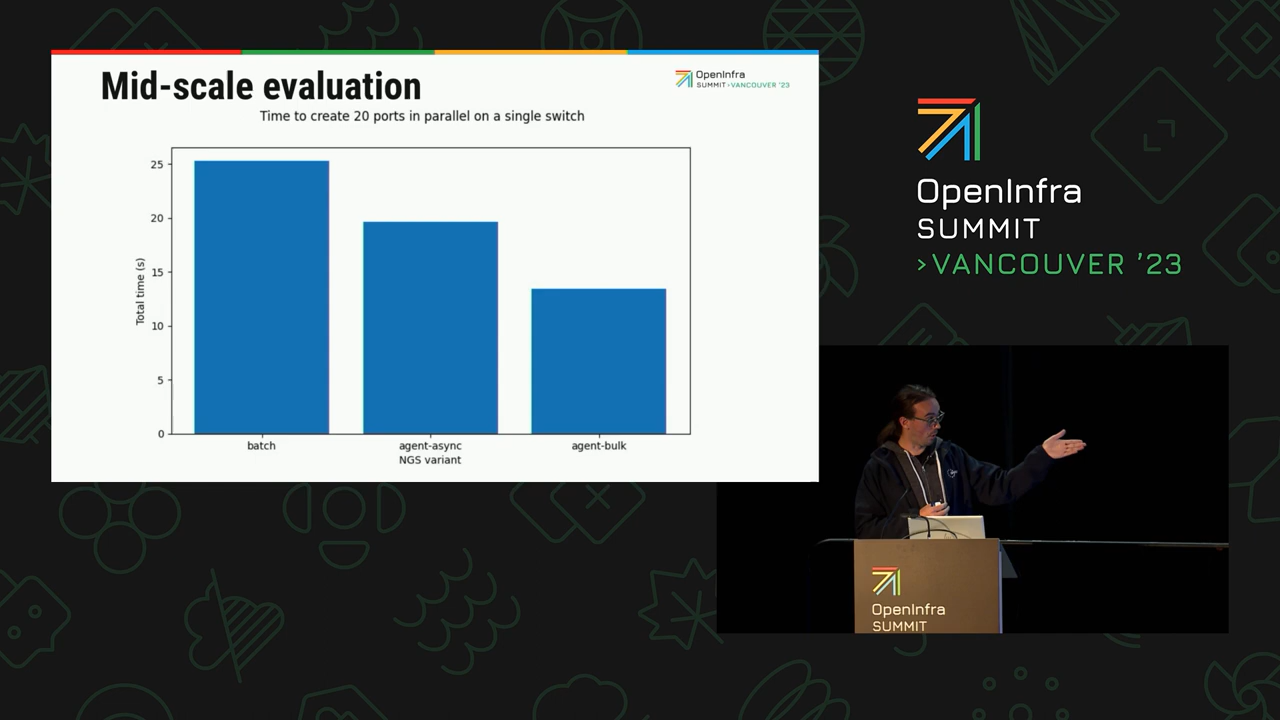 Mid-scale evaluation
OpenInfra
SUMMIT›VANCOUVER '23
Time to create 20 ports in parallel on a single switch
25
20
15
10
5
0
Total time (s)
batch
agent-async
agent-bulk
NGS variant
OpenInfra
SUMMIT
›VANCOUVER '23
OpenInfra
SUMMIT